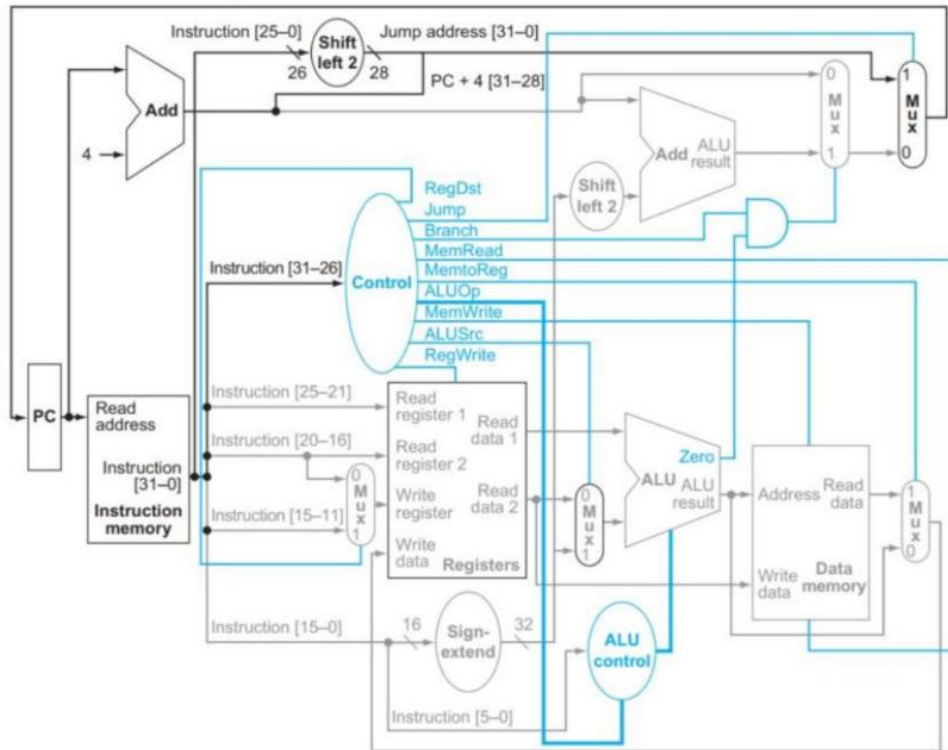 Instruction [25–0]
Shift
left 2
Jump address [31–0]
26
28
PC + 4 [31–28]
Add
4
0
M
u
x
1
1
M
u
x
0
Add
ALU
result
Shift
left 2
RegDst
Jump
Branch
MemRead
MemtoReg
ALUOp
MemWrite
ALUSrc
RegWrite
Instruction [31–26]
Control
PC
Read
address
Instruction
[31–0]
Instruction
memory
Instruction [25–21]
Instruction [20–16]
Instruction [15–11]
0
M
u
x
1
Read
register 1
Read
register 2
Write
register
Write
data
Read
data 1
Read
data 2
Registers
0
M
u
x
1
Zero
ALU
ALU
result
Address
Read
data
Write
data
Data
memory
1
M
u
x
0
Instruction [15–0]
16
Sign-
extend
32
ALU
control
Instruction [5–0]